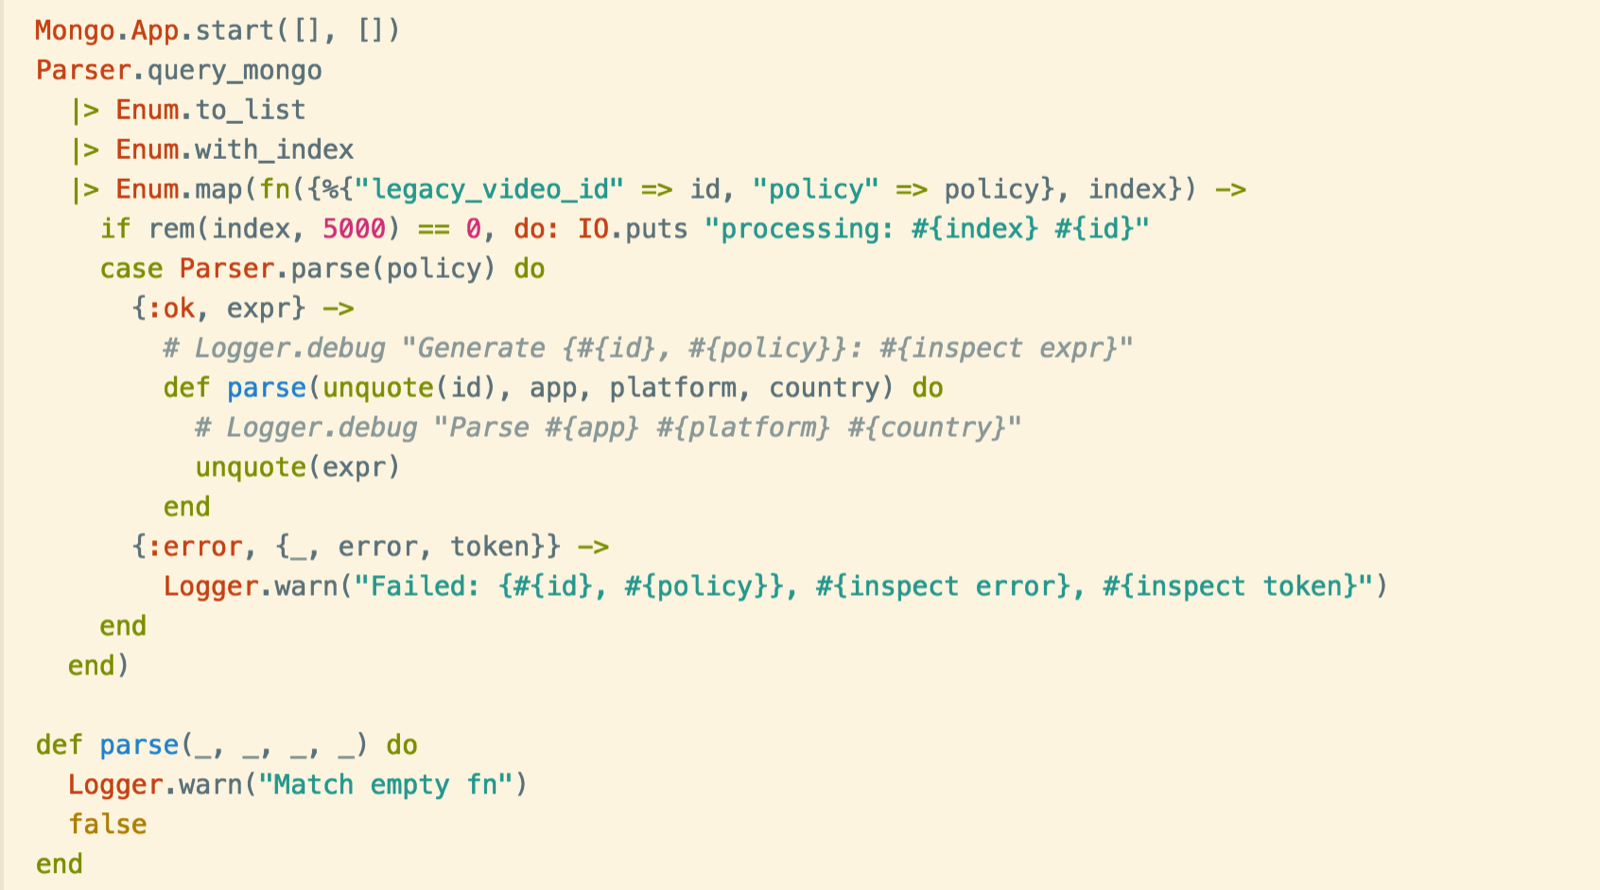 Mongo.App.start([], [])
Parser.query_mongo
  |> Enum.to_list
  |> Enum.with_index
  |> Enum.map(fn({%{"legacy_video_id" => id, "policy" => policy}, index}) ->
    if rem(index, 5000) == 0, do: IO.puts "processing: #{index} #{id}"
    case Parser.parse(policy) do
      {:ok, expr} ->
        # Logger.debug "Generate {#{id}, #{policy}}: #{inspect expr}"
        def parse(unquote(id), app, platform, country) do
          # Logger.debug "Parse #{app} #{platform} #{country}"
          unquote(expr)
        end
      {:error, {_, error, token}} ->
        Logger.warn("Failed: {#{id}, #{policy}}, #{inspect error}, #{inspect token}")
    end
  end)

def parse(_, _, _, _) do
  Logger.warn("Match empty fn")
  false
end